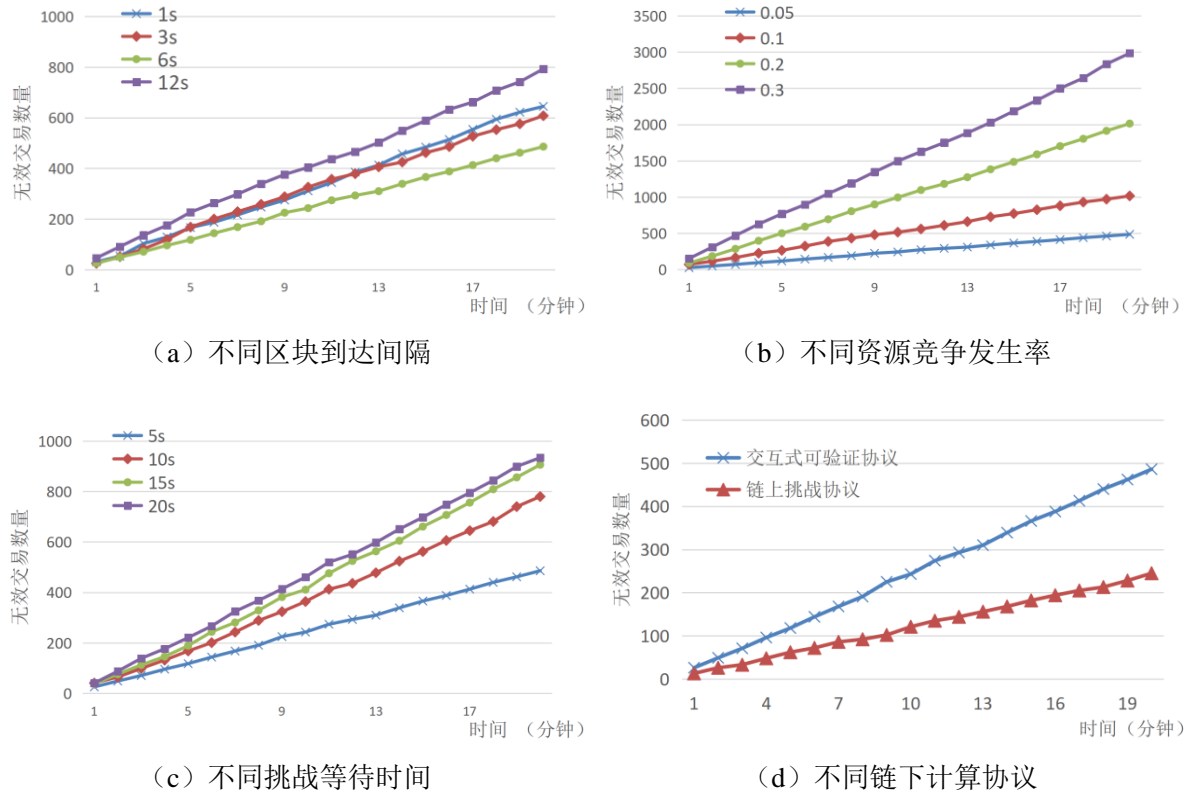 1000
800
600
400
200
0
无效交易数量
1s
3s
6s
12s
1 5 9 13 17
时间 （分钟）
（a）不同区块到达间隔
3500
3000
2500
2000
1500
1000
500
0
无效交易数量
0.05
0.1
0.2
0.3
1 5 9 13 17
时间 （分钟）
（b）不同资源竞争发生率
1000
800
600
400
200
0
无效交易数量
5s
10s
15s
20s
1 5 9 13 17
时间 （分钟）
（c）不同挑战等待时间
600
500
400
300
200
100
0
无效交易数量
交互式可验证协议
链上挑战协议
1 4 7 10 13 16 19
时间（分钟）
（d）不同链下计算协议